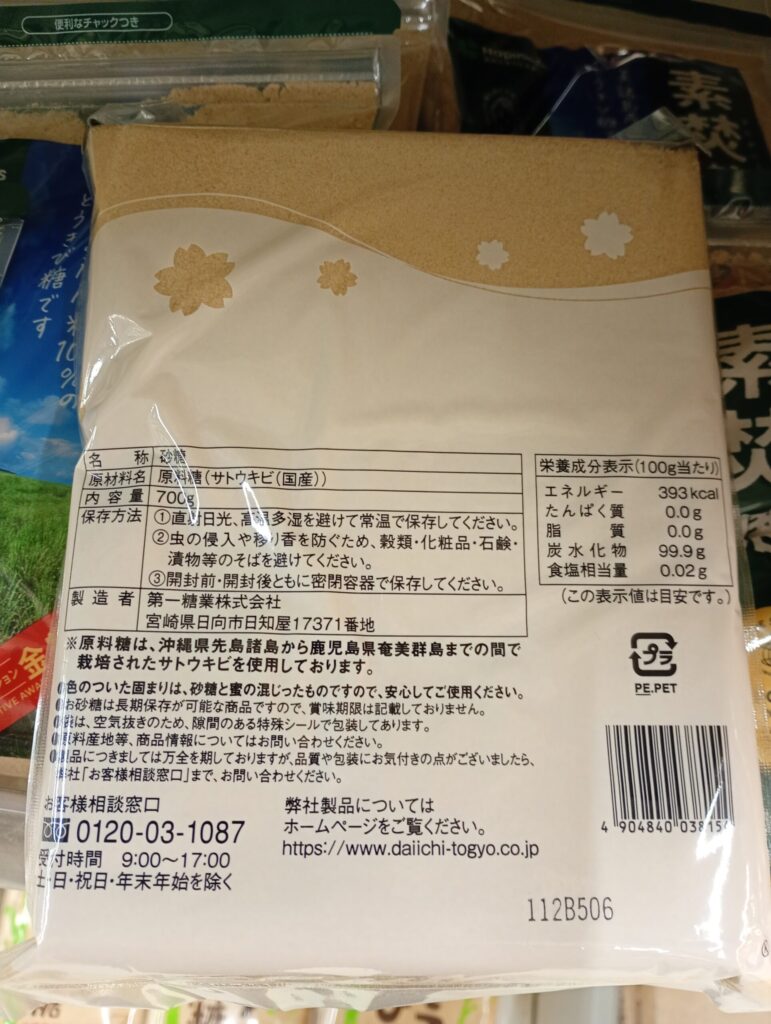 便利なチャックつき
素焚
とうきび糖です
素焚
名称 砂糖
原材料名 原料糖(サトウキビ(国産))
内容量 700g
保存方法 ①直射日光、高温多湿を避けて常温で保存してください。
②虫の侵入や移り香を防ぐため、穀類・化粧品・石鹸・
漬物等のそばを避けてください。
③開封前・開封後ともに密閉容器で保存してください。
製造者 第一糖業株式会社
宮崎県日向市日知屋17371番地
栄養成分表示(100g当たり)
エネルギー 393kcal
たんぱく質 0.0g
脂質 0.0g
炭水化物 99.9g
食塩相当量 0.02g
(この表示値は目安です。)
※原料糖は、沖縄県先島諸島から鹿児島県奄美群島までの間で
栽培されたサトウキビを使用しております。
プラ
PE.PET
色のついた固まりは、砂糖と蜜の混じったものですので、安心してご使用ください。
お砂糖は長期保存が可能な商品ですので、賞味期限は記載しておりません。
袋は、空気抜きのため、隙間のある特殊シールで包装してあります。
原料産地等、商品情報についてはお問い合わせください。
製品につきましては万全を期しておりますが、品質や包装にお気付きの点がございましたら、
弊社「お客様相談窓口」まで、お問い合わせください。
お客様相談窓口
0120-03-1087
受付時間 9:00〜17:00
土・日・祝日・年末年始を除く
弊社製品については
ホームページをご覧ください。
https://www.daiichi-togyo.co.jp
4 904840 038154
112B506